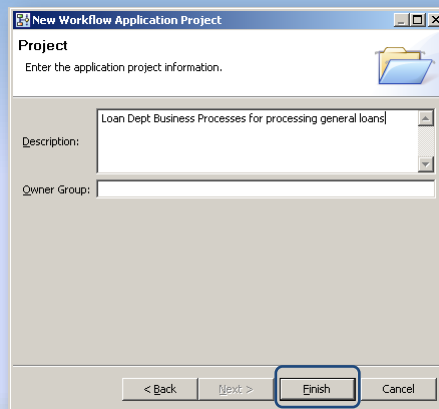 New Workflow Application Project
Project
Enter the application project information.
Description:
Loan Dept Business Processes for processing general loans
Owner Group:
< Back
Next >
Finish
Cancel